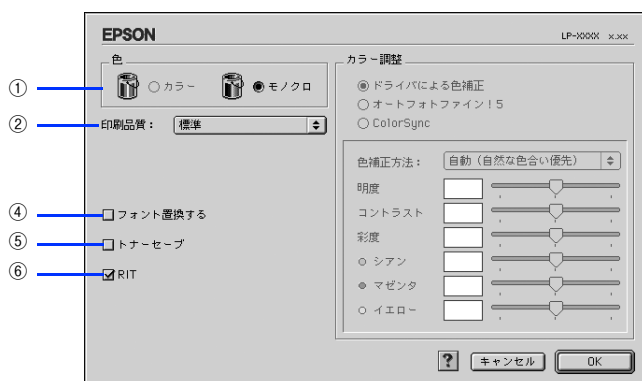 EPSON
LP-XXXX x.xx
色
① カラー モノクロ
② 印刷品質： 標準
④ フォント置換する
⑤ トナーセーブ
⑥ RIT
カラー調整
ドライバによる色補正
オートフォトファイン！5
ColorSync
色補正方法： 自動（自然な色合い優先）
明度
コントラスト
彩度
シアン
マゼンタ
イエロー
? キャンセル OK